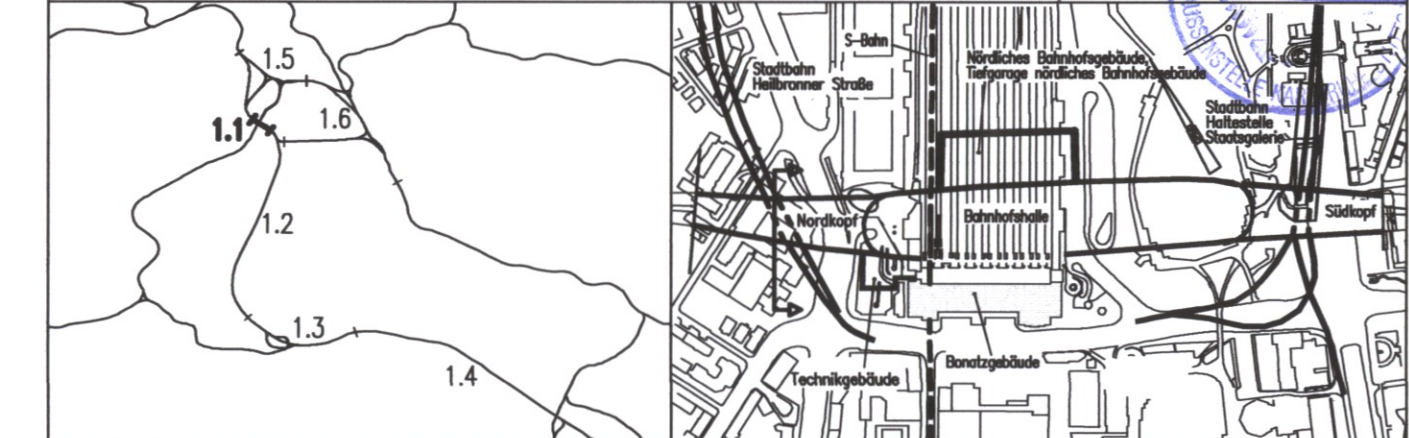 1.5
1.6
1.1
1.2
1.3
1.4
S-Bahn
Nördliches Bahnhofsgebäude,
Tiefgarage nördliches Bahnhofsgebäude
Stadtbahn
Heilbronner Straße
Stadtbahn
Haltestelle
Staatsgalerie
Nordkopf
Bahnhofshalle
Südkopf
Technikgebäude
Bonatzgebäude